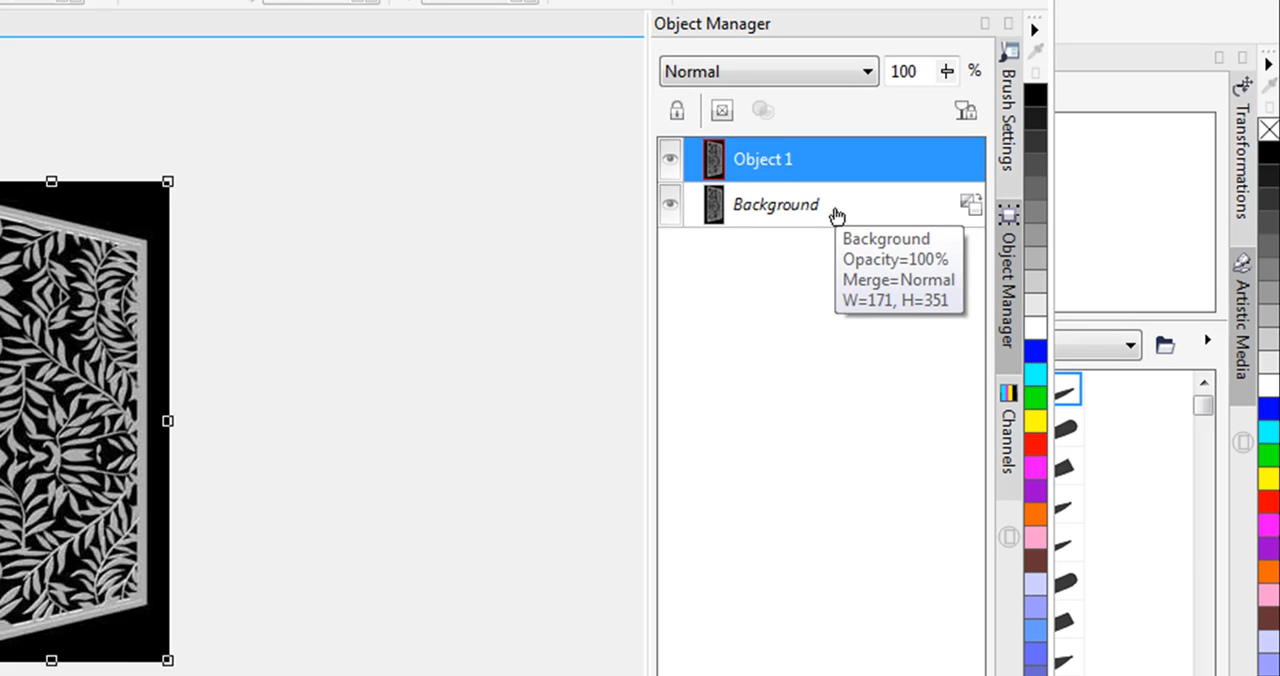 Object Manager
Normal
100
%
Object 1
Background
Background
Opacity=100%
Merge=Normal
W=171, H=351
Brush Settings
Object Manager
Channels
Transformations
Artistic Media